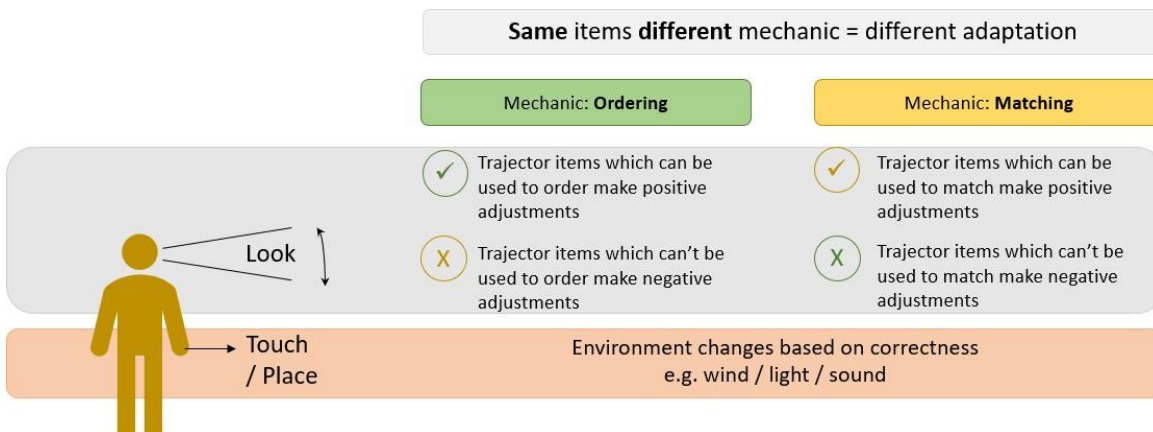 Same items different mechanic = different adaptation
Mechanic: Ordering
Mechanic: Matching
✓
Trajector items which can be
used to order make positive
adjustments
✓
Trajector items which can be
used to match make positive
adjustments
Look
X
Trajector items which can't be
used to order make negative
adjustments
X
Trajector items which can't be
used to match make negative
adjustments
Touch
/ Place
Environment changes based on correctness
e.g. wind / light / sound